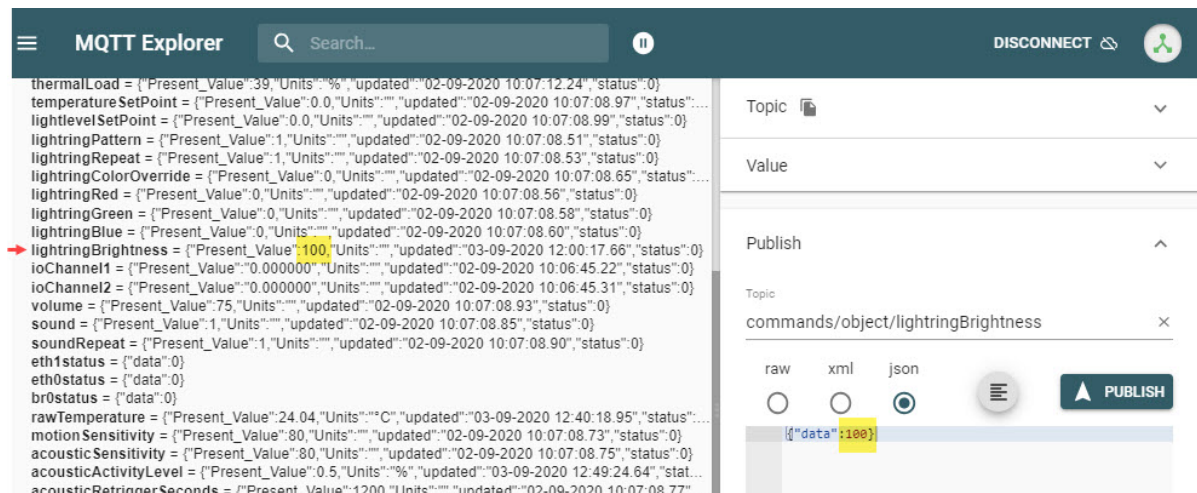 MQTT Explorer
Search...
DISCONNECT
thermalLoad = {"Present_Value":39,"Units":"%","updated":"02-09-2020 10:07:12.24","status":0}
temperatureSetPoint = {"Present_Value":0.0,"Units":"","updated":"02-09-2020 10:07:08.97","status":...
lightlevelSetPoint = {"Present_Value":0.0,"Units":"","updated":"02-09-2020 10:07:08.99","status":0}
lightringPattern = {"Present_Value":1,"Units":"","updated":"02-09-2020 10:07:08.51","status":0}
lightringRepeat = {"Present_Value":1,"Units":"","updated":"02-09-2020 10:07:08.53","status":0}
lightringColorOverride = {"Present_Value":0,"Units":"","updated":"02-09-2020 10:07:08.65","status":...
lightringRed = {"Present_Value":0,"Units":"","updated":"02-09-2020 10:07:08.56","status":0}
lightringGreen = {"Present_Value":0,"Units":"","updated":"02-09-2020 10:07:08.58","status":0}
lightringBlue = {"Present_Value":0,"Units":"","updated":"02-09-2020 10:07:08.60","status":0}
lightringBrightness = {"Present_Value":100,"Units":"","updated":"03-09-2020 12:00:17.66","status":0}
ioChannel1 = {"Present_Value":"0.000000","Units":"","updated":"02-09-2020 10:06:45.22","status":0}
ioChannel2 = {"Present_Value":"0.000000","Units":"","updated":"02-09-2020 10:06:45.31","status":0}
volume = {"Present_Value":75,"Units":"","updated":"02-09-2020 10:07:08.93","status":0}
sound = {"Present_Value":1,"Units":"","updated":"02-09-2020 10:07:08.85","status":0}
soundRepeat = {"Present_Value":1,"Units":"","updated":"02-09-2020 10:07:08.90","status":0}
eth1status = {"data":0}
eth0status = {"data":0}
br0status = {"data":0}
rawTemperature = {"Present_Value":24.04,"Units":"°C","updated":"03-09-2020 12:40:18.95","status":...
motionSensitivity = {"Present_Value":80,"Units":"","updated":"02-09-2020 10:07:08.73","status":0}
acousticSensitivity = {"Present_Value":80,"Units":"","updated":"02-09-2020 10:07:08.75","status":0}
acousticActivityLevel = {"Present_Value":0.5,"Units":"%","updated":"03-09-2020 12:49:24.64","stat...
acousticRetriggerSeconds = {"Present_Value":1200,"Units":"","updated":"02-09-2020 10:07:08.77"
Topic
Value
Publish
Topic
commands/object/lightringBrightness
raw xml json
PUBLISH
{"data":100}